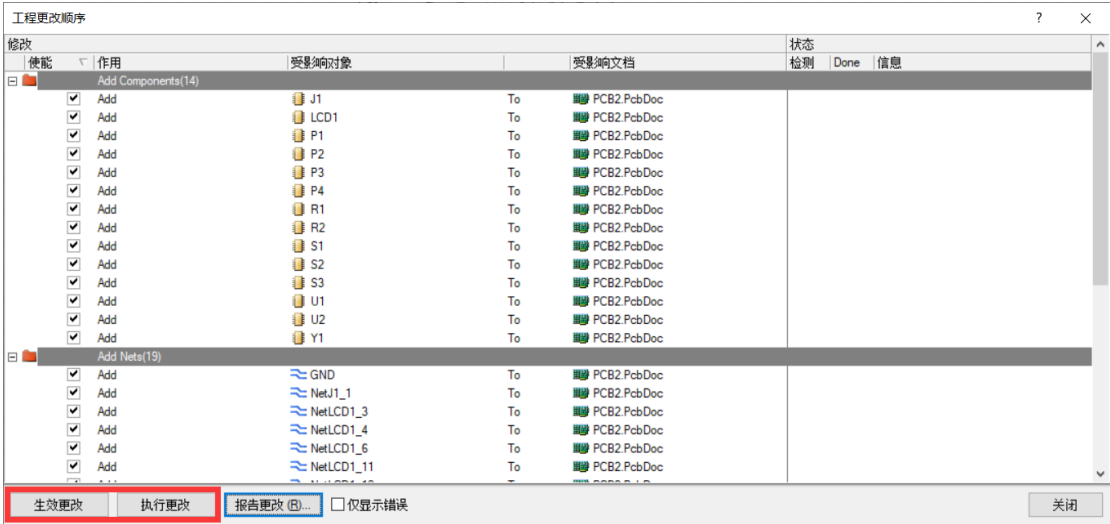 工程更改顺序 ? ×
修改 状态
使能 作用 受影响对象 受影响文档 检测 Done 信息
Add Components(14)
Add J1 To PCB2.PcbDoc
Add LCD1 To PCB2.PcbDoc
Add P1 To PCB2.PcbDoc
Add P2 To PCB2.PcbDoc
Add P3 To PCB2.PcbDoc
Add P4 To PCB2.PcbDoc
Add R1 To PCB2.PcbDoc
Add R2 To PCB2.PcbDoc
Add S1 To PCB2.PcbDoc
Add S2 To PCB2.PcbDoc
Add S3 To PCB2.PcbDoc
Add U1 To PCB2.PcbDoc
Add U2 To PCB2.PcbDoc
Add Y1 To PCB2.PcbDoc
Add Nets(19)
Add GND To PCB2.PcbDoc
Add NetJ1_1 To PCB2.PcbDoc
Add NetLCD1_3 To PCB2.PcbDoc
Add NetLCD1_4 To PCB2.PcbDoc
Add NetLCD1_6 To PCB2.PcbDoc
Add NetLCD1_11 To PCB2.PcbDoc
生效更改 执行更改 报告更改 (R)... 仅显示错误 关闭